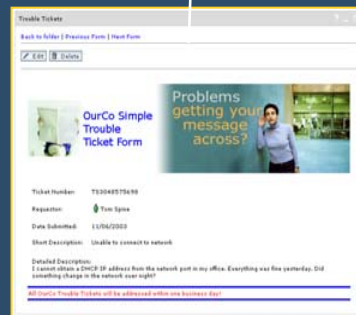 Trouble Tickets
Back to folder | Previous Form | Next Form
Edit Delete
OurCo Simple
Trouble
Ticket Form
Problems
getting your
message
across?
Ticket Number: TS3048575698
Requestor: Tom Spine
Date Submitted: 11/06/2003
Short Description: Unable to connect to network
Detailed Description:
I cannot obtain a DHCP IP address from the network port in my office. Everything was fine yesterday. Did
something change in the network over night?
All OurCo Trouble Tickets will be addressed within one business day!